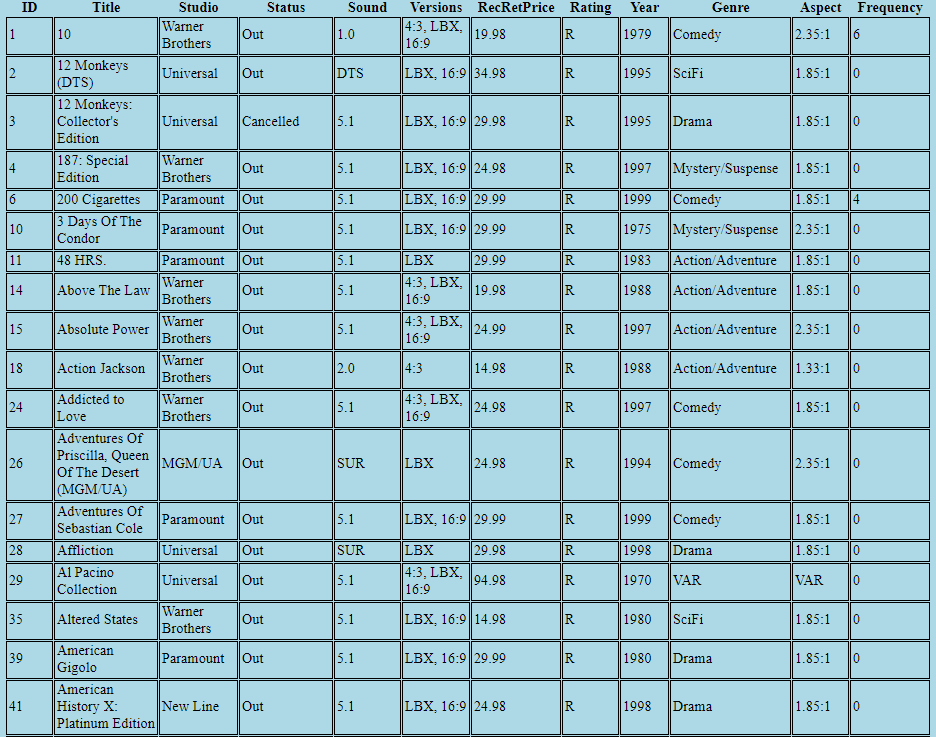 ID Title Studio Status Sound Versions RecRetPrice Rating Year Genre Aspect Frequency
1 10 Warner Brothers Out 1.0 4:3, LBX, 16:9 19.98 R 1979 Comedy 2.35:1 6
2 12 Monkeys (DTS) Universal Out DTS LBX, 16:9 34.98 R 1995 SciFi 1.85:1 0
3 12 Monkeys: Collector's Edition Universal Cancelled 5.1 LBX, 16:9 29.98 R 1995 Drama 1.85:1 0
4 187: Special Edition Warner Brothers Out 5.1 LBX, 16:9 24.98 R 1997 Mystery/Suspense 1.85:1 0
6 200 Cigarettes Paramount Out 5.1 LBX, 16:9 29.99 R 1999 Comedy 1.85:1 4
10 3 Days Of The Condor Paramount Out 5.1 LBX, 16:9 29.99 R 1975 Mystery/Suspense 2.35:1 0
11 48 HRS. Paramount Out 5.1 LBX 29.99 R 1983 Action/Adventure 1.85:1 0
14 Above The Law Warner Brothers Out 5.1 4:3, LBX, 16:9 19.98 R 1988 Action/Adventure 1.85:1 0
15 Absolute Power Warner Brothers Out 5.1 4:3, LBX, 16:9 24.99 R 1997 Action/Adventure 2.35:1 0
18 Action Jackson Warner Brothers Out 2.0 4:3 14.98 R 1988 Action/Adventure 1.33:1 0
24 Addicted to Love Warner Brothers Out 5.1 4:3, LBX, 16:9 24.98 R 1997 Comedy 1.85:1 0
26 Adventures Of Priscilla, Queen Of The Desert (MGM/UA) MGM/UA Out SUR LBX 24.98 R 1994 Comedy 2.35:1 0
27 Adventures Of Sebastian Cole Paramount Out 5.1 LBX, 16:9 29.99 R 1999 Comedy 1.85:1 0
28 Affliction Universal Out SUR LBX 29.98 R 1998 Drama 1.85:1 0
29 Al Pacino Collection Universal Out 5.1 4:3, LBX, 16:9 94.98 R 1970 VAR VAR 0
35 Altered States Warner Brothers Out 5.1 LBX, 16:9 14.98 R 1980 SciFi 1.85:1 0
39 American Gigolo Paramount Out 5.1 LBX, 16:9 29.99 R 1980 Drama 1.85:1 0
41 American History X: Platinum Edition New Line Out 5.1 LBX, 16:9 24.98 R 1998 Drama 1.85:1 0